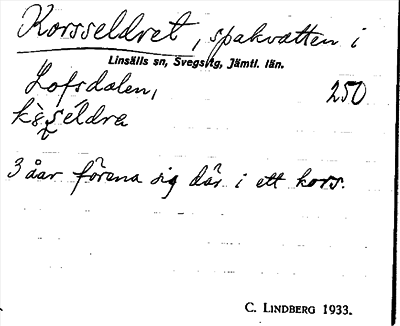 Korsseldret, spakvatten i
Linsälls sn, Svegs tg, Jämtl. län.
Lofsdalen,
250
3 åar förena sig där i ett kors.
C. LINDBERG 1933.